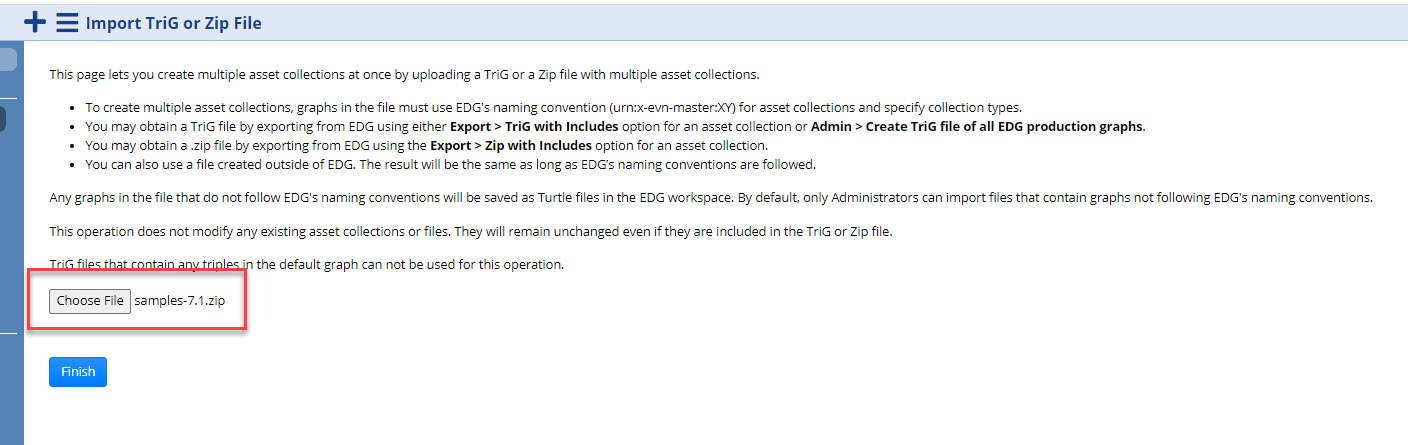 Import TriG or Zip File
This page lets you create multiple asset collections at once by uploading a TriG or a Zip file with multiple asset collections.
• To create multiple asset collections, graphs in the file must use EDG's naming convention (urn:x-evn-master:XY) for asset collections and specify collection types.
• You may obtain a TriG file by exporting from EDG using either Export > TriG with Includes option for an asset collection or Admin > Create TriG file of all EDG production graphs.
• You may obtain a .zip file by exporting from EDG using the Export > Zip with Includes option for an asset collection.
• You can also use a file created outside of EDG. The result will be the same as long as EDG’s naming conventions are followed.
Any graphs in the file that do not follow EDG's naming conventions will be saved as Turtle files in the EDG workspace. By default, only Administrators can import files that contain graphs not following EDG's naming conventions.
This operation does not modify any existing asset collections or files. They will remain unchanged even if they are included in the TriG or Zip file.
TriG files that contain any triples in the default graph can not be used for this operation.
Choose File samples-7.1.zip
Finish